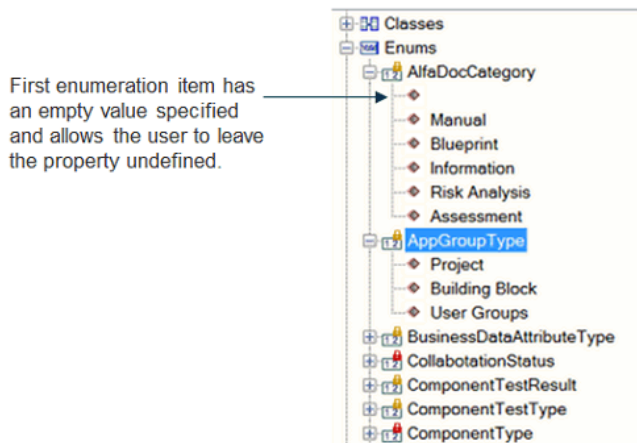 Classes
Enums
First enumeration item has
an empty value specified
and allows the user to leave
the property undefined.
AlfaDocCategory
Manual
Blueprint
Information
Risk Analysis
Assessment
AppGroupType
Project
Building Block
User Groups
BusinessDataAttributeType
CollabotationStatus
ComponentTestResult
ComponentTestType
ComponentType